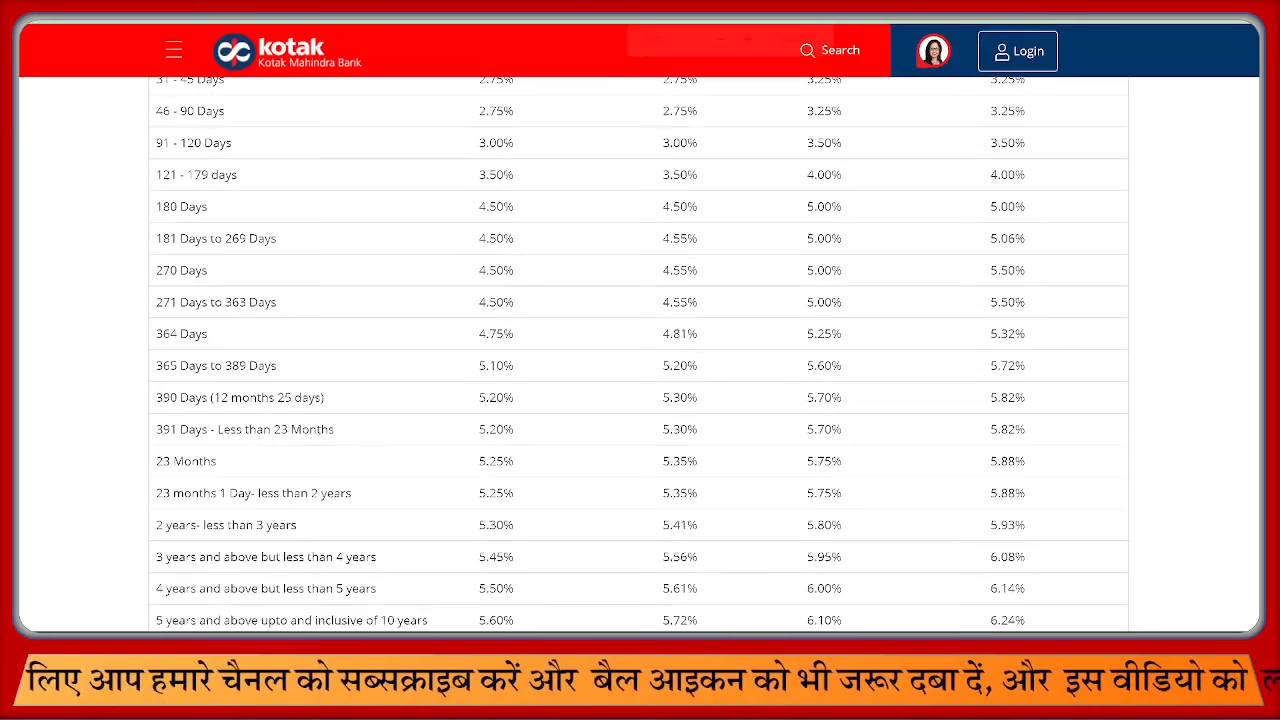 kotak
Kotak Mahindra Bank
Search
Login
31 - 45 Days 2.75% 2.75% 3.25% 3.25%
46 - 90 Days 2.75% 2.75% 3.25% 3.25%
91 - 120 Days 3.00% 3.00% 3.50% 3.50%
121 - 179 days 3.50% 3.50% 4.00% 4.00%
180 Days 4.50% 4.50% 5.00% 5.00%
181 Days to 269 Days 4.50% 4.55% 5.00% 5.06%
270 Days 4.50% 4.55% 5.00% 5.50%
271 Days to 363 Days 4.50% 4.55% 5.00% 5.50%
364 Days 4.75% 4.81% 5.25% 5.32%
365 Days to 389 Days 5.10% 5.20% 5.60% 5.72%
390 Days (12 months 25 days) 5.20% 5.30% 5.70% 5.82%
391 Days - Less than 23 Months 5.20% 5.30% 5.70% 5.82%
23 Months 5.25% 5.35% 5.75% 5.88%
23 months 1 Day- less than 2 years 5.25% 5.35% 5.75% 5.88%
2 years- less than 3 years 5.30% 5.41% 5.80% 5.93%
3 years and above but less than 4 years 5.45% 5.56% 5.95% 6.08%
4 years and above but less than 5 years 5.50% 5.61% 6.00% 6.14%
5 years and above upto and inclusive of 10 years 5.60% 5.72% 6.10% 6.24%
लिए आप हमारे चैनल को सब्सक्राइब करें और बैल आइकन को भी जरूर दबा दें, और इस वीडियो को